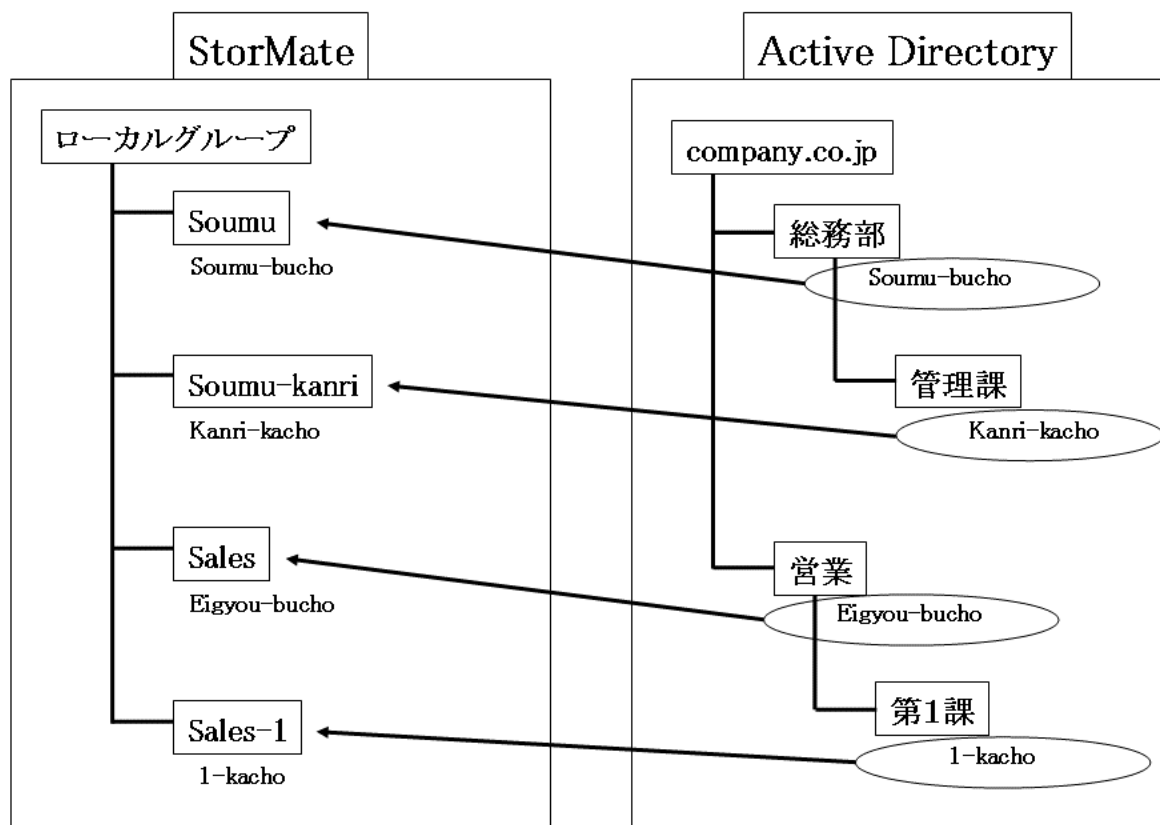 StorMate
ローカルグループ
Soumu
Soumu-bucho
Soumu-kanri
Kanri-kacho
Sales
Eigyou-bucho
Sales-1
1-kacho
Active Directory
company.co.jp
総務部
Soumu-bucho
管理課
Kanri-kacho
営業
Eigyou-bucho
第1課
1-kacho